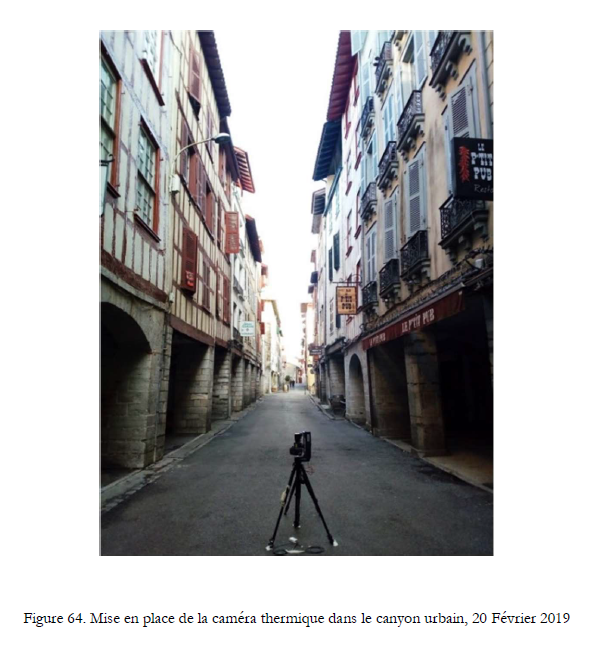 LE
P'TIT
PUB
LE P'TIT PUB
Figure 64. Mise en place de la caméra thermique dans le canyon urbain, 20 Février 2019